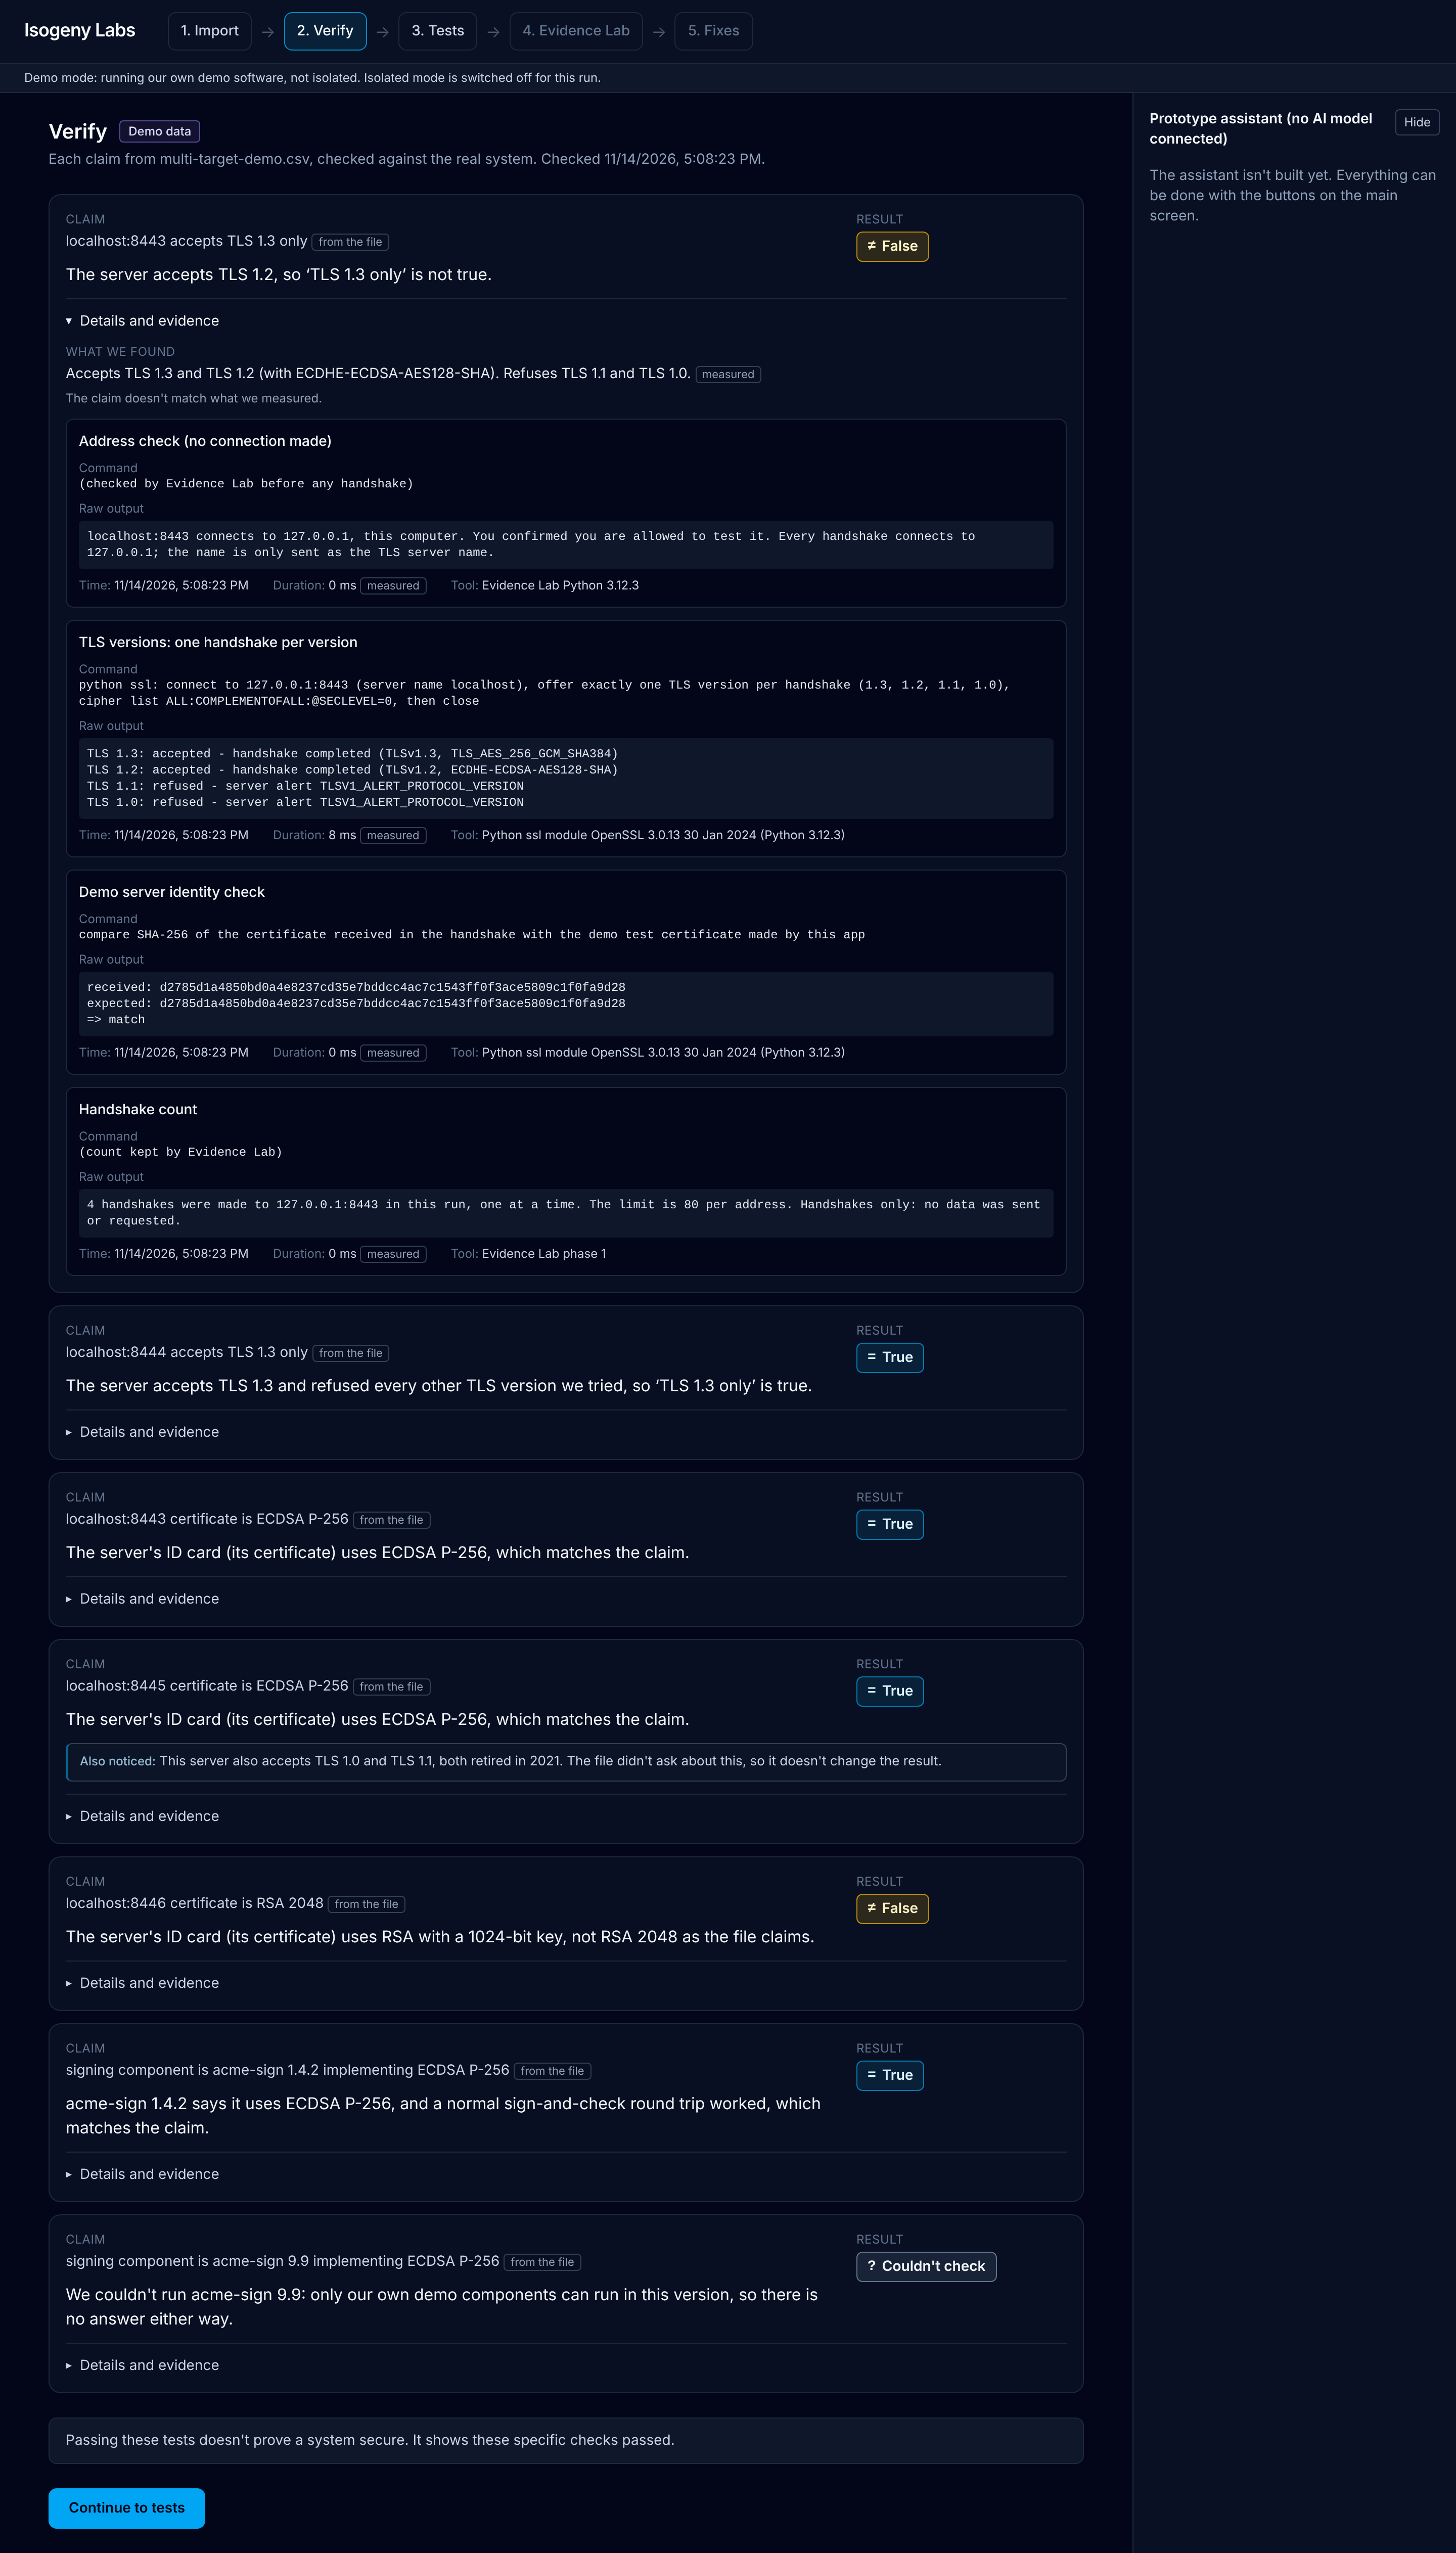 Isogeny Labs
1. Import → 2. Verify → 3. Tests → 4. Evidence Lab → 5. Fixes
Demo mode: running our own demo software, not isolated. Isolated mode is switched off for this run.
Verify Demo data
Each claim from multi-target-demo.csv, checked against the real system. Checked 11/14/2026, 5:08:23 PM.
CLAIM
localhost:8443 accepts TLS 1.3 only from the file
The server accepts TLS 1.2, so ‘TLS 1.3 only’ is not true.
RESULT
≠ False
▾ Details and evidence
WHAT WE FOUND
Accepts TLS 1.3 and TLS 1.2 (with ECDHE-ECDSA-AES128-SHA). Refuses TLS 1.1 and TLS 1.0. measured
The claim doesn't match what we measured.
Address check (no connection made)
Command
(checked by Evidence Lab before any handshake)
Raw output
localhost:8443 connects to 127.0.0.1, this computer. You confirmed you are allowed to test it. Every handshake connects to
127.0.0.1; the name is only sent as the TLS server name.
Time: 11/14/2026, 5:08:23 PM Duration: 0 ms measured Tool: Evidence Lab Python 3.12.3
TLS versions: one handshake per version
Command
python ssl: connect to 127.0.0.1:8443 (server name localhost), offer exactly one TLS version per handshake (1.3, 1.2, 1.1, 1.0),
cipher list ALL:COMPLEMENTOFALL:@SECLEVEL=0, then close
Raw output
TLS 1.3: accepted - handshake completed (TLSv1.3, TLS_AES_256_GCM_SHA384)
TLS 1.2: accepted - handshake completed (TLSv1.2, ECDHE-ECDSA-AES128-SHA)
TLS 1.1: refused - server alert TLSV1_ALERT_PROTOCOL_VERSION
TLS 1.0: refused - server alert TLSV1_ALERT_PROTOCOL_VERSION
Time: 11/14/2026, 5:08:23 PM Duration: 8 ms measured Tool: Python ssl module OpenSSL 3.0.13 30 Jan 2024 (Python 3.12.3)
Demo server identity check
Command
compare SHA-256 of the certificate received in the handshake with the demo test certificate made by this app
Raw output
received: d2785d1a4850bd0a4e8237cd35e7bddcc4ac7c1543ff0f3ace5809c1f0fa9d28
expected: d2785d1a4850bd0a4e8237cd35e7bddcc4ac7c1543ff0f3ace5809c1f0fa9d28
=> match
Time: 11/14/2026, 5:08:23 PM Duration: 0 ms measured Tool: Python ssl module OpenSSL 3.0.13 30 Jan 2024 (Python 3.12.3)
Handshake count
Command
(count kept by Evidence Lab)
Raw output
4 handshakes were made to 127.0.0.1:8443 in this run, one at a time. The limit is 80 per address. Handshakes only: no data was sent
or requested.
Time: 11/14/2026, 5:08:23 PM Duration: 0 ms measured Tool: Evidence Lab phase 1
CLAIM
localhost:8444 accepts TLS 1.3 only from the file
The server accepts TLS 1.3 and refused every other TLS version we tried, so ‘TLS 1.3 only’ is true.
RESULT
= True
▸ Details and evidence
CLAIM
localhost:8443 certificate is ECDSA P-256 from the file
The server's ID card (its certificate) uses ECDSA P-256, which matches the claim.
RESULT
= True
▸ Details and evidence
CLAIM
localhost:8445 certificate is ECDSA P-256 from the file
The server's ID card (its certificate) uses ECDSA P-256, which matches the claim.
RESULT
= True
Also noticed: This server also accepts TLS 1.0 and TLS 1.1, both retired in 2021. The file didn't ask about this, so it doesn't change the result.
▸ Details and evidence
CLAIM
localhost:8446 certificate is RSA 2048 from the file
The server's ID card (its certificate) uses RSA with a 1024-bit key, not RSA 2048 as the file claims.
RESULT
≠ False
▸ Details and evidence
CLAIM
signing component is acme-sign 1.4.2 implementing ECDSA P-256 from the file
acme-sign 1.4.2 says it uses ECDSA P-256, and a normal sign-and-check round trip worked, which
matches the claim.
RESULT
= True
▸ Details and evidence
CLAIM
signing component is acme-sign 9.9 implementing ECDSA P-256 from the file
We couldn't run acme-sign 9.9: only our own demo components can run in this version, so there is
no answer either way.
RESULT
? Couldn't check
▸ Details and evidence
Passing these tests doesn't prove a system secure. It shows these specific checks passed.
Continue to tests
Prototype assistant (no AI model
connected)
Hide
The assistant isn't built yet. Everything can
be done with the buttons on the main
screen.